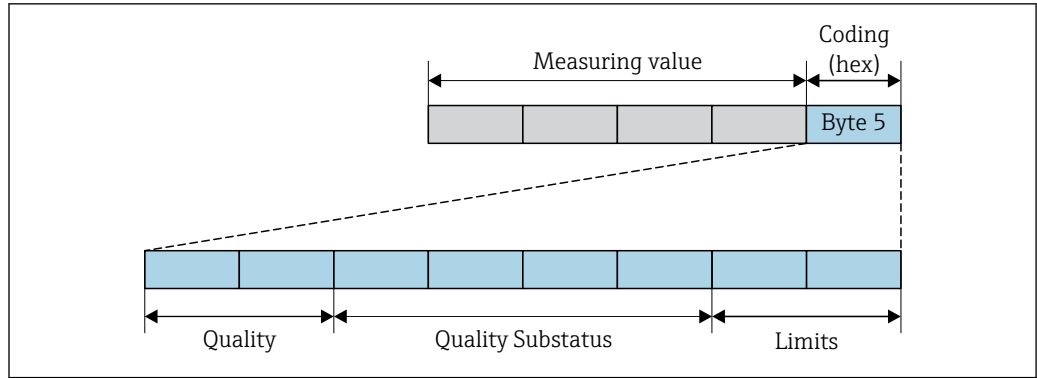 Coding
(hex)
Measuring value
Byte 5
Quality
Quality Substatus
Limits